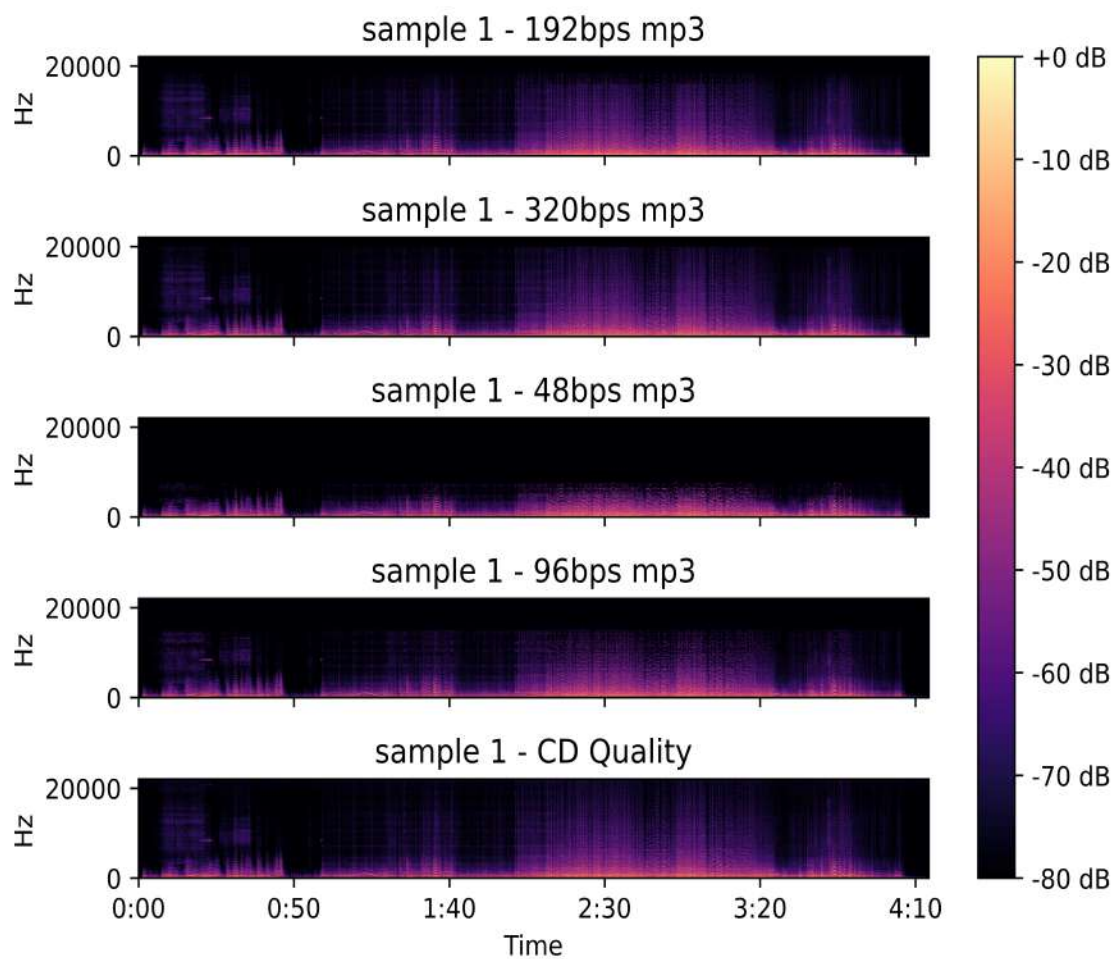 sample 1 - 192bps mp3
20000
Hz
0
sample 1 - 320bps mp3
20000
Hz
0
sample 1 - 48bps mp3
20000
Hz
0
sample 1 - 96bps mp3
20000
Hz
0
sample 1 - CD Quality
20000
Hz
0
0:00 0:50 1:40 2:30 3:20 4:10
Time
+0 dB
-10 dB
-20 dB
-30 dB
-40 dB
-50 dB
-60 dB
-70 dB
-80 dB